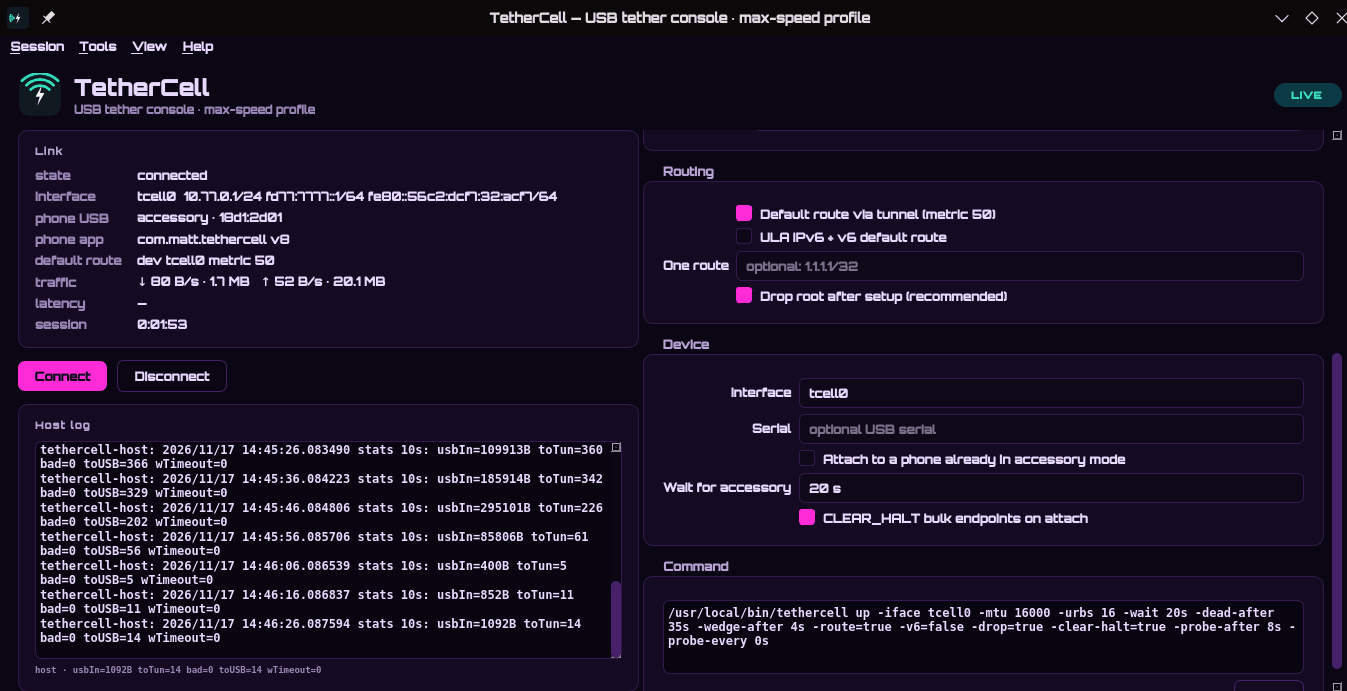 TetherCell — USB tether console · max-speed profile
Session Tools View Help
TetherCell
USB tether console · max-speed profile
LIVE
Link
state connected
interface tcell0 10.77.0.1/24 fd77:7777::1/64 fe80::56c2:dcf7:32:acf7/64
phone USB accessory · 18d1:2d01
phone app com.matt.tethercell v8
default route dev tcell0 metric 50
traffic ↓ 80 B/s · 1.7 MB ↑ 52 B/s · 20.1 MB
latency —
session 0:01:53
Connect Disconnect
Host log
tethercell-host: 2026/11/17 14:45:26.083490 stats 10s: usbIn=109913B toTun=360
bad=0 toUSB=366 wTimeout=0
tethercell-host: 2026/11/17 14:45:36.084223 stats 10s: usbIn=185914B toTun=342
bad=0 toUSB=329 wTimeout=0
tethercell-host: 2026/11/17 14:45:46.084806 stats 10s: usbIn=295101B toTun=226
bad=0 toUSB=202 wTimeout=0
tethercell-host: 2026/11/17 14:45:56.085706 stats 10s: usbIn=85806B toTun=61
bad=0 toUSB=56 wTimeout=0
tethercell-host: 2026/11/17 14:46:06.086539 stats 10s: usbIn=400B toTun=5
bad=0 toUSB=5 wTimeout=0
tethercell-host: 2026/11/17 14:46:16.086837 stats 10s: usbIn=852B toTun=11
bad=0 toUSB=11 wTimeout=0
tethercell-host: 2026/11/17 14:46:26.087594 stats 10s: usbIn=1092B toTun=14
bad=0 toUSB=14 wTimeout=0
host · usbIn=1092B toTun=14 bad=0 toUSB=14 wTimeout=0
Routing
Default route via tunnel (metric 50)
ULA IPv6 + v6 default route
One route optional: 1.1.1.1/32
Drop root after setup (recommended)
Device
Interface tcell0
Serial optional USB serial
Attach to a phone already in accessory mode
Wait for accessory 20 s
CLEAR_HALT bulk endpoints on attach
Command
/usr/local/bin/tethercell up -iface tcell0 -mtu 16000 -urbs 16 -wait 20s -dead-after
35s -wedge-after 4s -route=true -v6=false -drop=true -clear-halt=true -probe-after 8s -
probe-every 0s